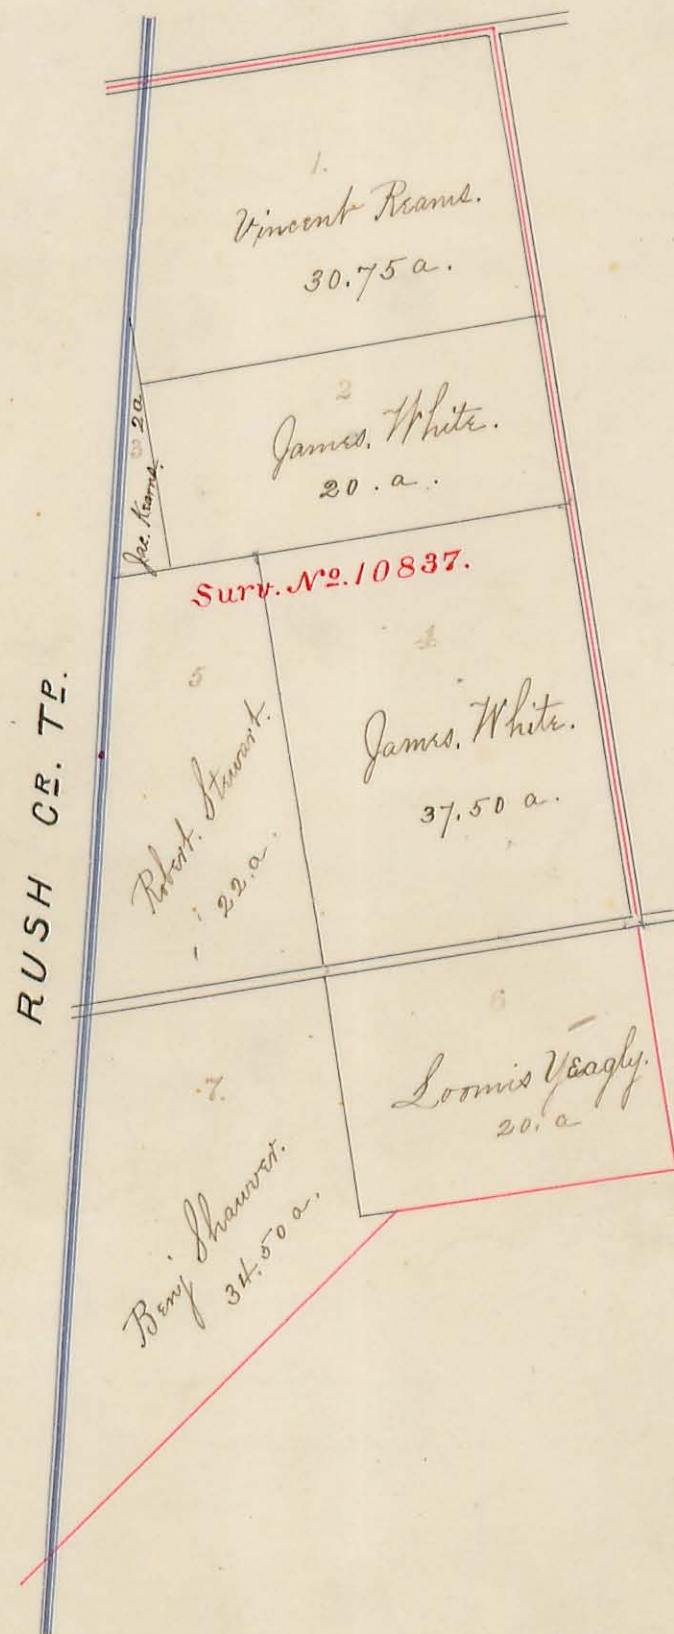 1.
Vincent Reams.
30.75 a.
2
James. White.
20. a.
3 2a
Jac. Reams.
Surv. Nº. 10837.
4
James. White.
37.50 a.
5
Robert. Stewart.
22. a.
RUSH CR. TP.
6
Loomis Yeagly.
20. a
7.
Benj Shawver.
34.50 a.